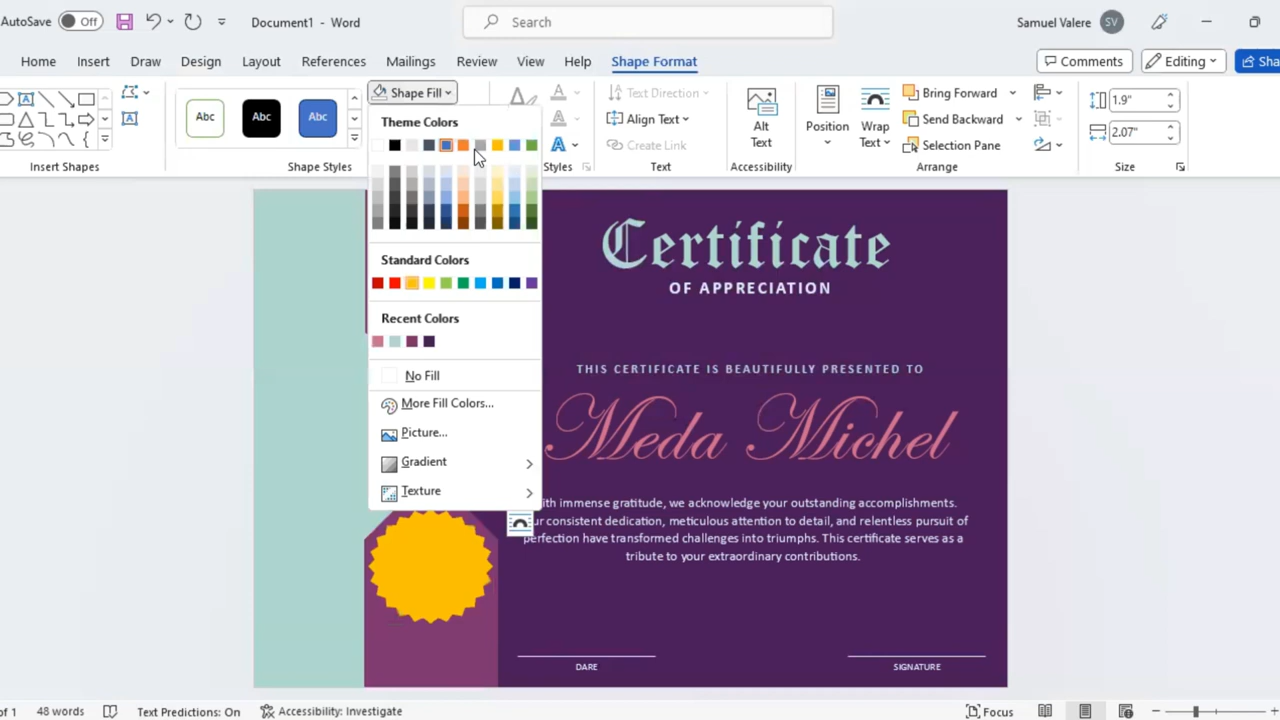 AutoSave Off Document1 - Word Search Samuel Valere SV
Home Insert Draw Design Layout References Mailings Review View Help Shape Format Comments Editing
Shape Fill
Abc Abc Abc
Text Direction
Align Text
Create Link
Alt
Text
Position
Wrap
Text
Bring Forward
Send Backward
Selection Pane
1.9"
2.07"
Insert Shapes Shape Styles Styles Text Accessibility Arrange Size
Theme Colors
Standard Colors
Recent Colors
No Fill
More Fill Colors...
Picture...
Gradient
Texture
Certificate
OF APPRECIATION
THIS CERTIFICATE IS BEAUTIFULLY PRESENTED TO
Meda Michel
immense gratitude, we acknowledge your outstanding accomplishments.
consistent dedication, meticulous attention to detail, and relentless pursuit of
perfection have transformed challenges into triumphs. This certificate serves as a
tribute to your extraordinary contributions.
DARE SIGNATURE
of 1 48 words Text Predictions: On Accessibility: Investigate Focus